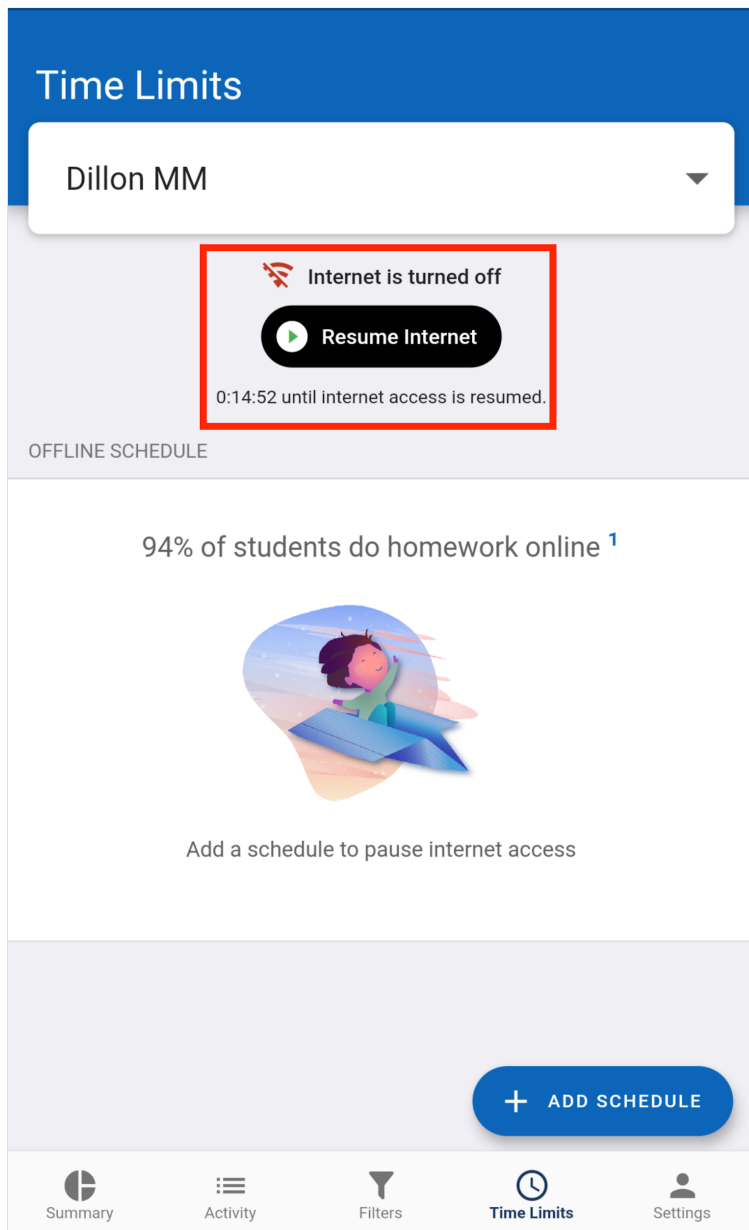 Time Limits
Dillon MM
Internet is turned off
Resume Internet
0:14:52 until internet access is resumed.
OFFLINE SCHEDULE
94% of students do homework online 1
Add a schedule to pause internet access
+ ADD SCHEDULE
Summary Activity Filters Time Limits Settings